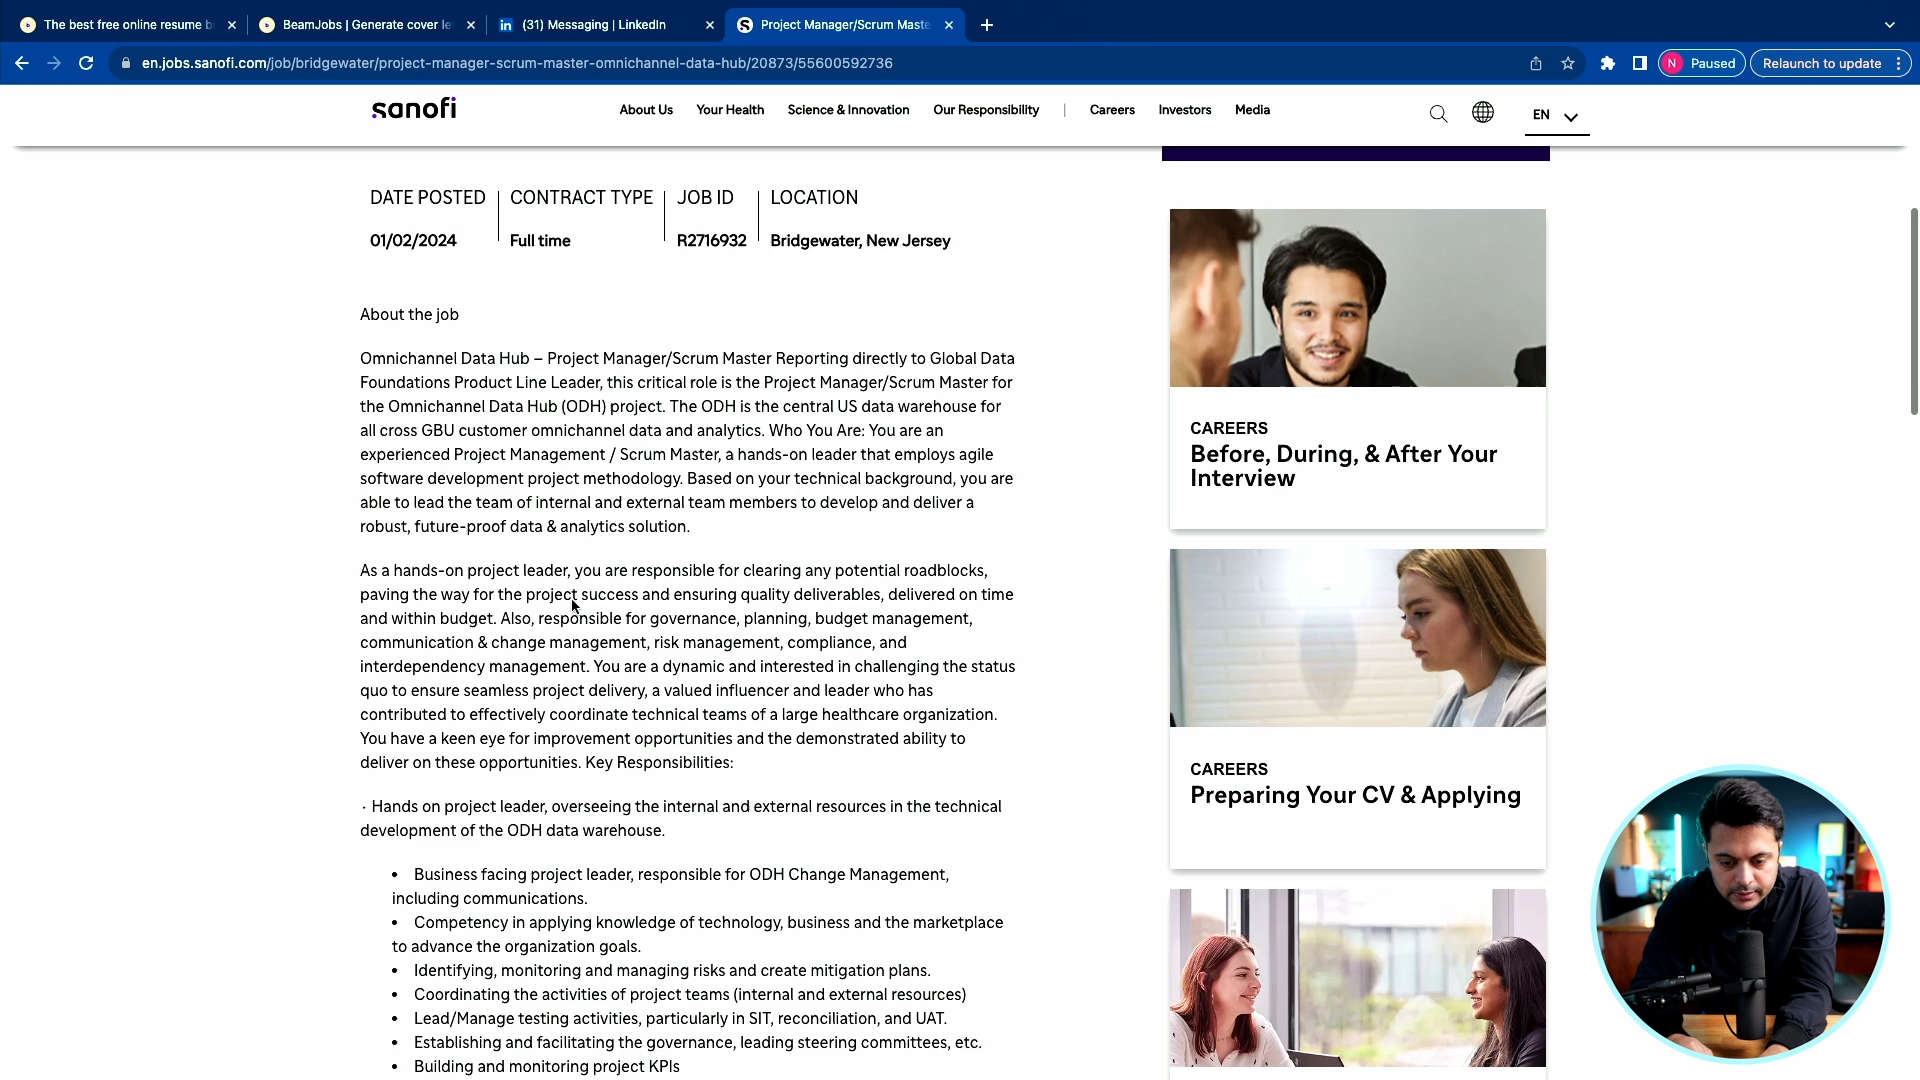 The best free online resume b
BeamJobs | Generate cover le
(31) Messaging | LinkedIn
Project Manager/Scrum Maste
en.jobs.sanofi.com/job/bridgewater/project-manager-scrum-master-omnichannel-data-hub/20873/55600592736
N Paused
Relaunch to update
sanofi
About Us
Your Health
Science & Innovation
Our Responsibility
Careers
Investors
Media
EN
DATE POSTED
CONTRACT TYPE
JOB ID
LOCATION
01/02/2024
Full time
R2716932
Bridgewater, New Jersey
About the job
Omnichannel Data Hub – Project Manager/Scrum Master Reporting directly to Global Data
Foundations Product Line Leader, this critical role is the Project Manager/Scrum Master for
the Omnichannel Data Hub (ODH) project. The ODH is the central US data warehouse for
all cross GBU customer omnichannel data and analytics. Who You Are: You are an
experienced Project Management / Scrum Master, a hands-on leader that employs agile
software development project methodology. Based on your technical background, you are
able to lead the team of internal and external team members to develop and deliver a
robust, future-proof data & analytics solution.
As a hands-on project leader, you are responsible for clearing any potential roadblocks,
paving the way for the project success and ensuring quality deliverables, delivered on time
and within budget. Also, responsible for governance, planning, budget management,
communication & change management, risk management, compliance, and
interdependency management. You are a dynamic and interested in challenging the status
quo to ensure seamless project delivery, a valued influencer and leader who has
contributed to effectively coordinate technical teams of a large healthcare organization.
You have a keen eye for improvement opportunities and the demonstrated ability to
deliver on these opportunities. Key Responsibilities:
· Hands on project leader, overseeing the internal and external resources in the technical
development of the ODH data warehouse.
• Business facing project leader, responsible for ODH Change Management,
including communications.
• Competency in applying knowledge of technology, business and the marketplace
to advance the organization goals.
• Identifying, monitoring and managing risks and create mitigation plans.
• Coordinating the activities of project teams (internal and external resources)
• Lead/Manage testing activities, particularly in SIT, reconciliation, and UAT.
• Establishing and facilitating the governance, leading steering committees, etc.
• Building and monitoring project KPIs
CAREERS
Before, During, & After Your
Interview
CAREERS
Preparing Your CV & Applying